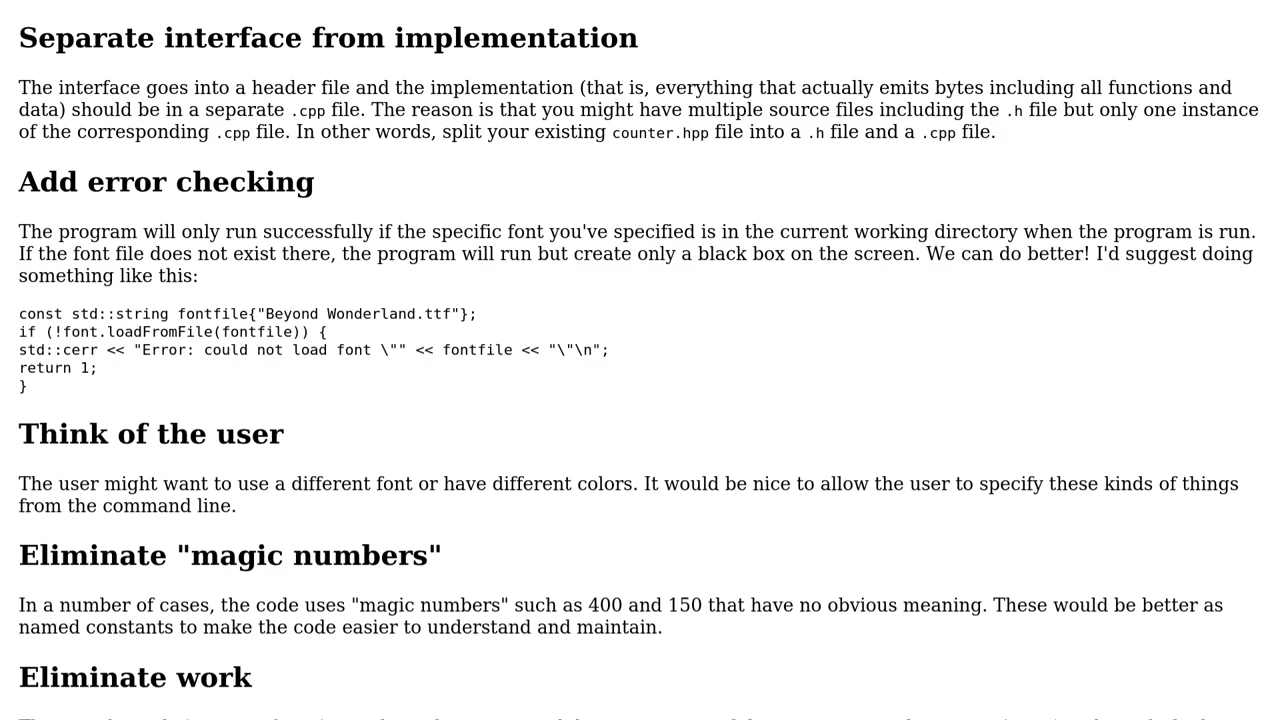 Separate interface from implementation
The interface goes into a header file and the implementation (that is, everything that actually emits bytes including all functions and
data) should be in a separate .cpp file. The reason is that you might have multiple source files including the .h file but only one instance
of the corresponding .cpp file. In other words, split your existing counter.hpp file into a .h file and a .cpp file.
Add error checking
The program will only run successfully if the specific font you've specified is in the current working directory when the program is run.
If the font file does not exist there, the program will run but create only a black box on the screen. We can do better! I'd suggest doing
something like this:
const std::string fontfile{"Beyond Wonderland.ttf"};
if (!font.loadFromFile(fontfile)) {
std::cerr << "Error: could not load font \"" << fontfile << "\"\n";
return 1;
}
Think of the user
The user might want to use a different font or have different colors. It would be nice to allow the user to specify these kinds of things
from the command line.
Eliminate "magic numbers"
In a number of cases, the code uses "magic numbers" such as 400 and 150 that have no obvious meaning. These would be better as
named constants to make the code easier to understand and maintain.
Eliminate work